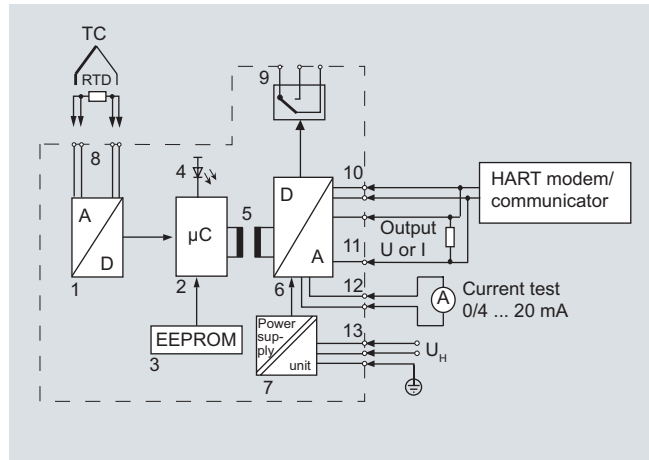 TC
RTD
9
8
4
10
HART modem/
communicator
A
D
µC
5
D
A
Output
U or I
11
1
2
6
12
A
Current test
0/4 ... 20 mA
EEPROM
3
Power
sup-
ply
unit
7
13
U_H